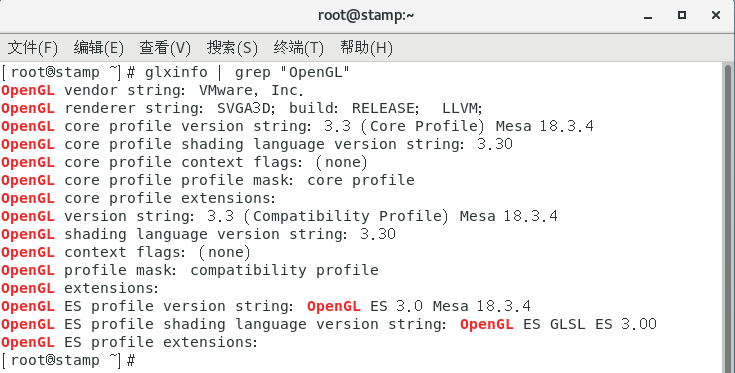 root@stamp:~
文件(F) 编辑(E) 查看(V) 搜索(S) 终端(T) 帮助(H)
[root@stamp ~]# glxinfo | grep "OpenGL"
OpenGL vendor string: VMware, Inc.
OpenGL renderer string: SVGA3D; build: RELEASE;  LLVM;
OpenGL core profile version string: 3.3 (Core Profile) Mesa 18.3.4
OpenGL core profile shading language version string: 3.30
OpenGL core profile context flags: (none)
OpenGL core profile profile mask: core profile
OpenGL core profile extensions:
OpenGL version string: 3.3 (Compatibility Profile) Mesa 18.3.4
OpenGL shading language version string: 3.30
OpenGL context flags: (none)
OpenGL profile mask: compatibility profile
OpenGL extensions:
OpenGL ES profile version string: OpenGL ES 3.0 Mesa 18.3.4
OpenGL ES profile shading language version string: OpenGL ES GLSL ES 3.00
OpenGL ES profile extensions:
[root@stamp ~]#